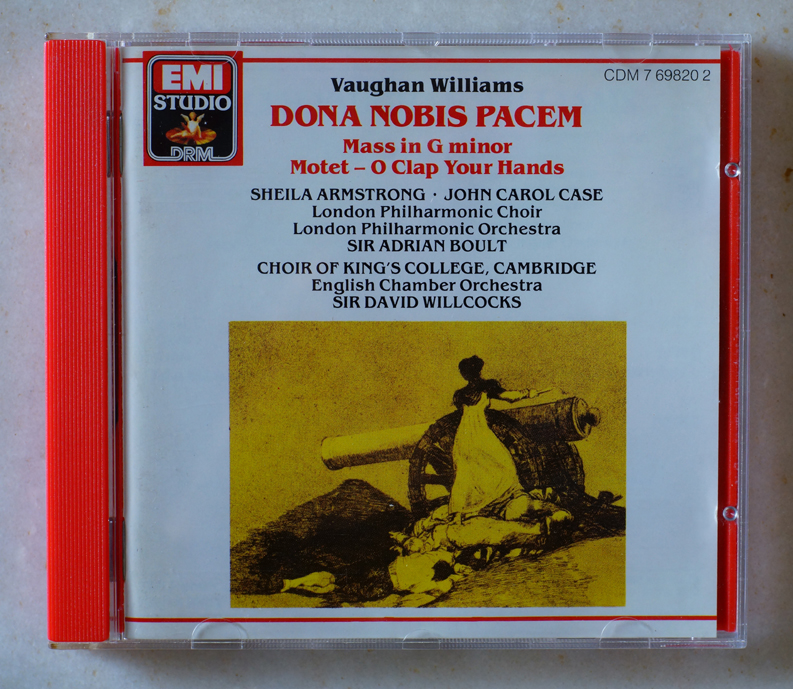 EMI
STUDIO
DRM
CDM 7 69820 2
Vaughan Williams
DONA NOBIS PACEM
Mass in G minor
Motet – O Clap Your Hands
SHEILA ARMSTRONG · JOHN CAROL CASE
London Philharmonic Choir
London Philharmonic Orchestra
SIR ADRIAN BOULT
CHOIR OF KING'S COLLEGE, CAMBRIDGE
English Chamber Orchestra
SIR DAVID WILLCOCKS